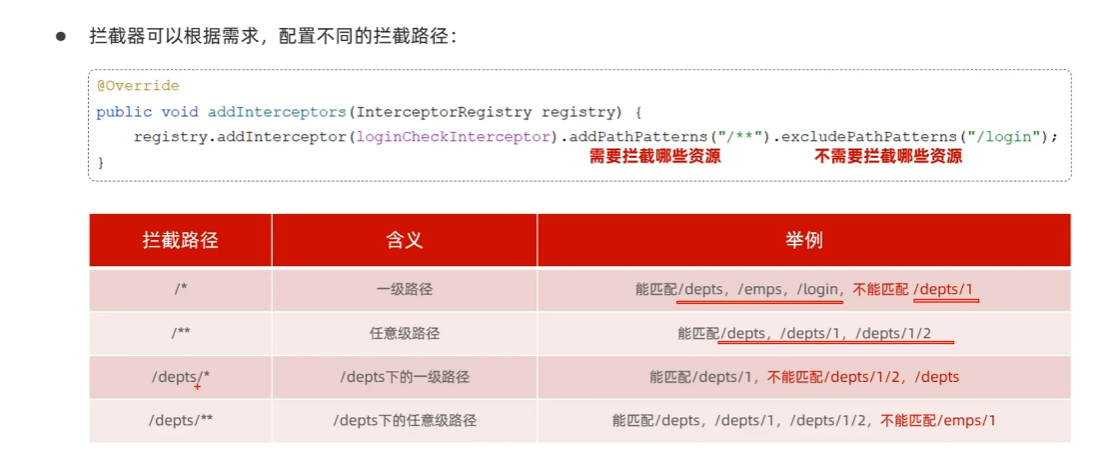 拦截器可以根据需求，配置不同的拦截路径：
@Override
public void addInterceptors(InterceptorRegistry registry) {
registry.addInterceptor(loginCheckInterceptor).addPathPatterns("/**").excludePathPatterns("/login");
需要拦截哪些资源 不需要拦截哪些资源
}
拦截路径 含义 举例
/* 一级路径 能匹配/depts，/emps，/login，不能匹配 /depts/1
/** 任意级路径 能匹配/depts，/depts/1，/depts/1/2
/depts/* /depts下的一级路径 能匹配/depts/1，不能匹配/depts/1/2，/depts
/depts/** /depts下的任意级路径 能匹配/depts，/depts/1，/depts/1/2，不能匹配/emps/1